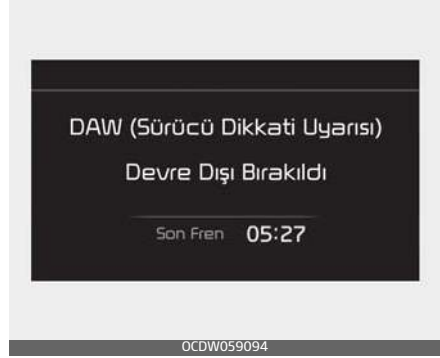 DAW (Sürücü Dikkati Uyarısı)
Devre Dışı Bırakıldı
Son Fren 05:27
OCDW059094